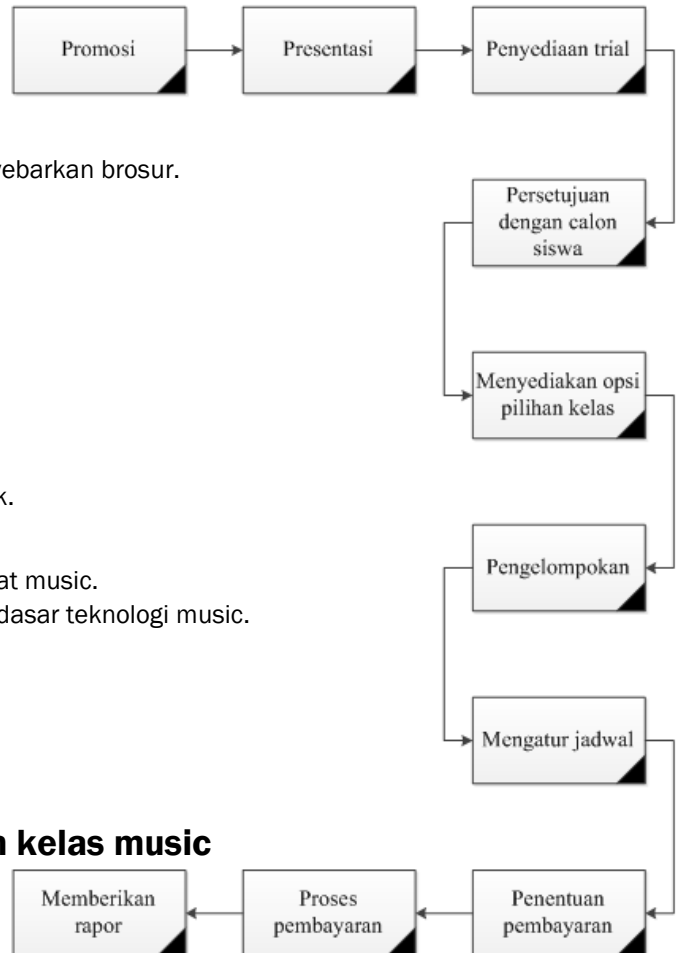 Promosi
Presentasi
Penyediaan trial
ebarkan brosur.
Persetujuan
dengan calon
siswa
Menyediakan opsi
pilihan kelas
k.
at music.
Pengelompokan
dasar teknologi music.
Mengatur jadwal
n kelas music
Memberikan
rapor
Proses
pembayaran
Penentuan
pembayaran